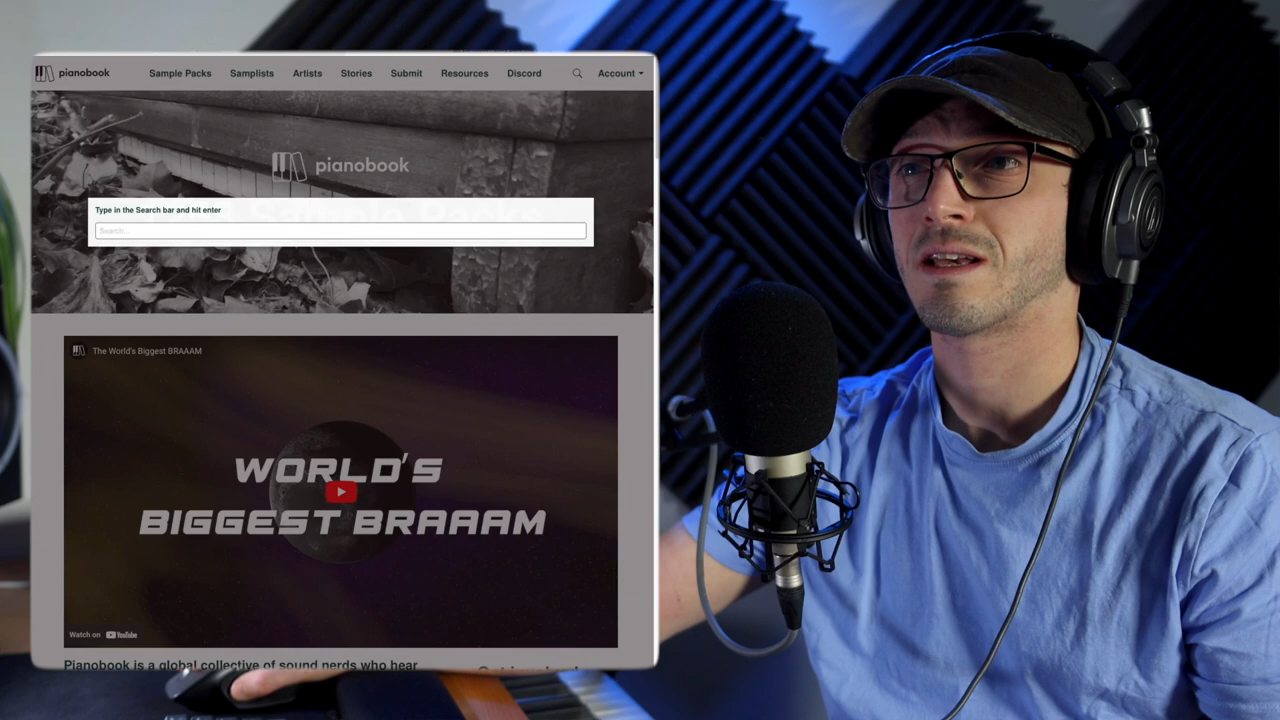 pianobook
Sample Packs Samplists Artists Stories Submit Resources Discord Account
pianobook
Type in the Search bar and hit enter
Search...
The World's Biggest BRAAAM
WORLD'S
BIGGEST BRAAAM
Watch on YouTube
Pianobook is a global collective of sound nerds who hear